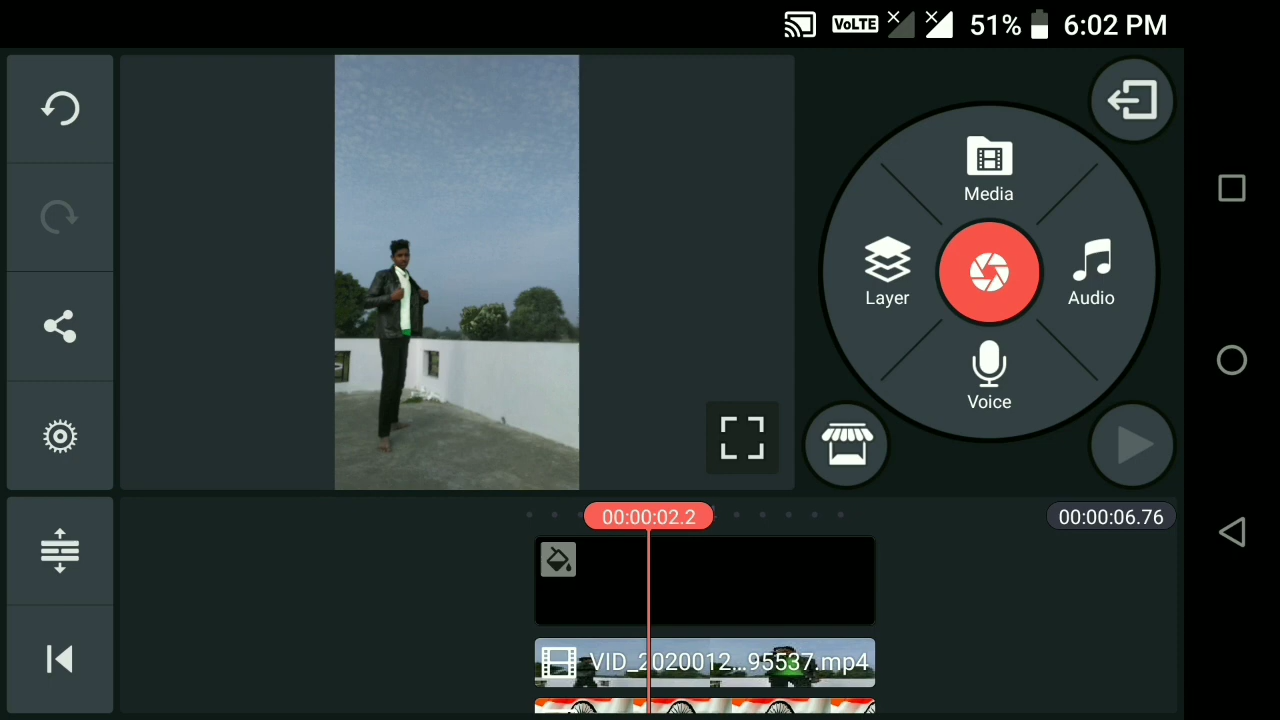 VoLTE 51% 6:02 PM
Media
Layer
Audio
Voice
00:00:02.2
00:00:06.76
VID_2020012...95537.mp4